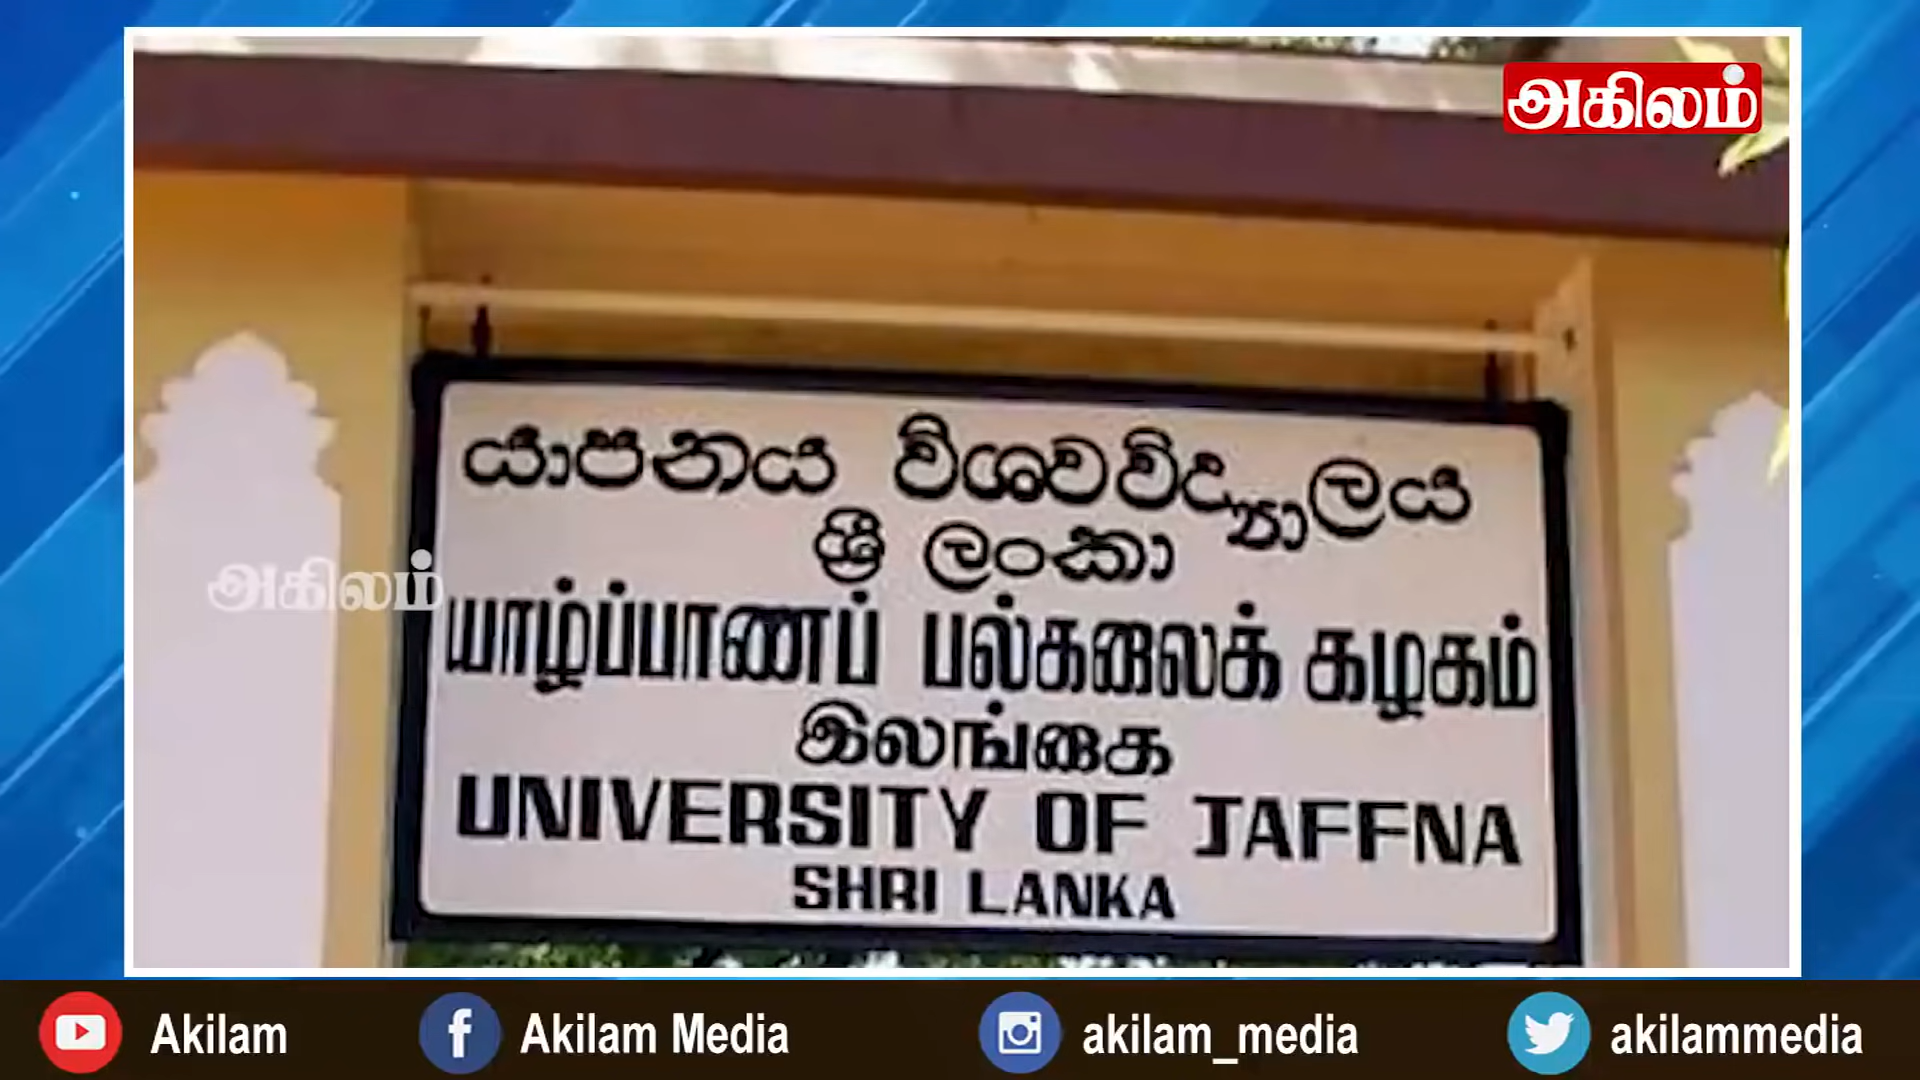 அகிலம்
යාපනය විශ්වවිද්‍යාලය
ශ්‍රී ලංකා
அகிலம்
யாழ்ப்பாணப் பல்கலைக் கழகம்
இலங்கை
UNIVERSITY OF JAFFNA
SHRI LANKA
Akilam
Akilam Media
akilam_media
akilammedia